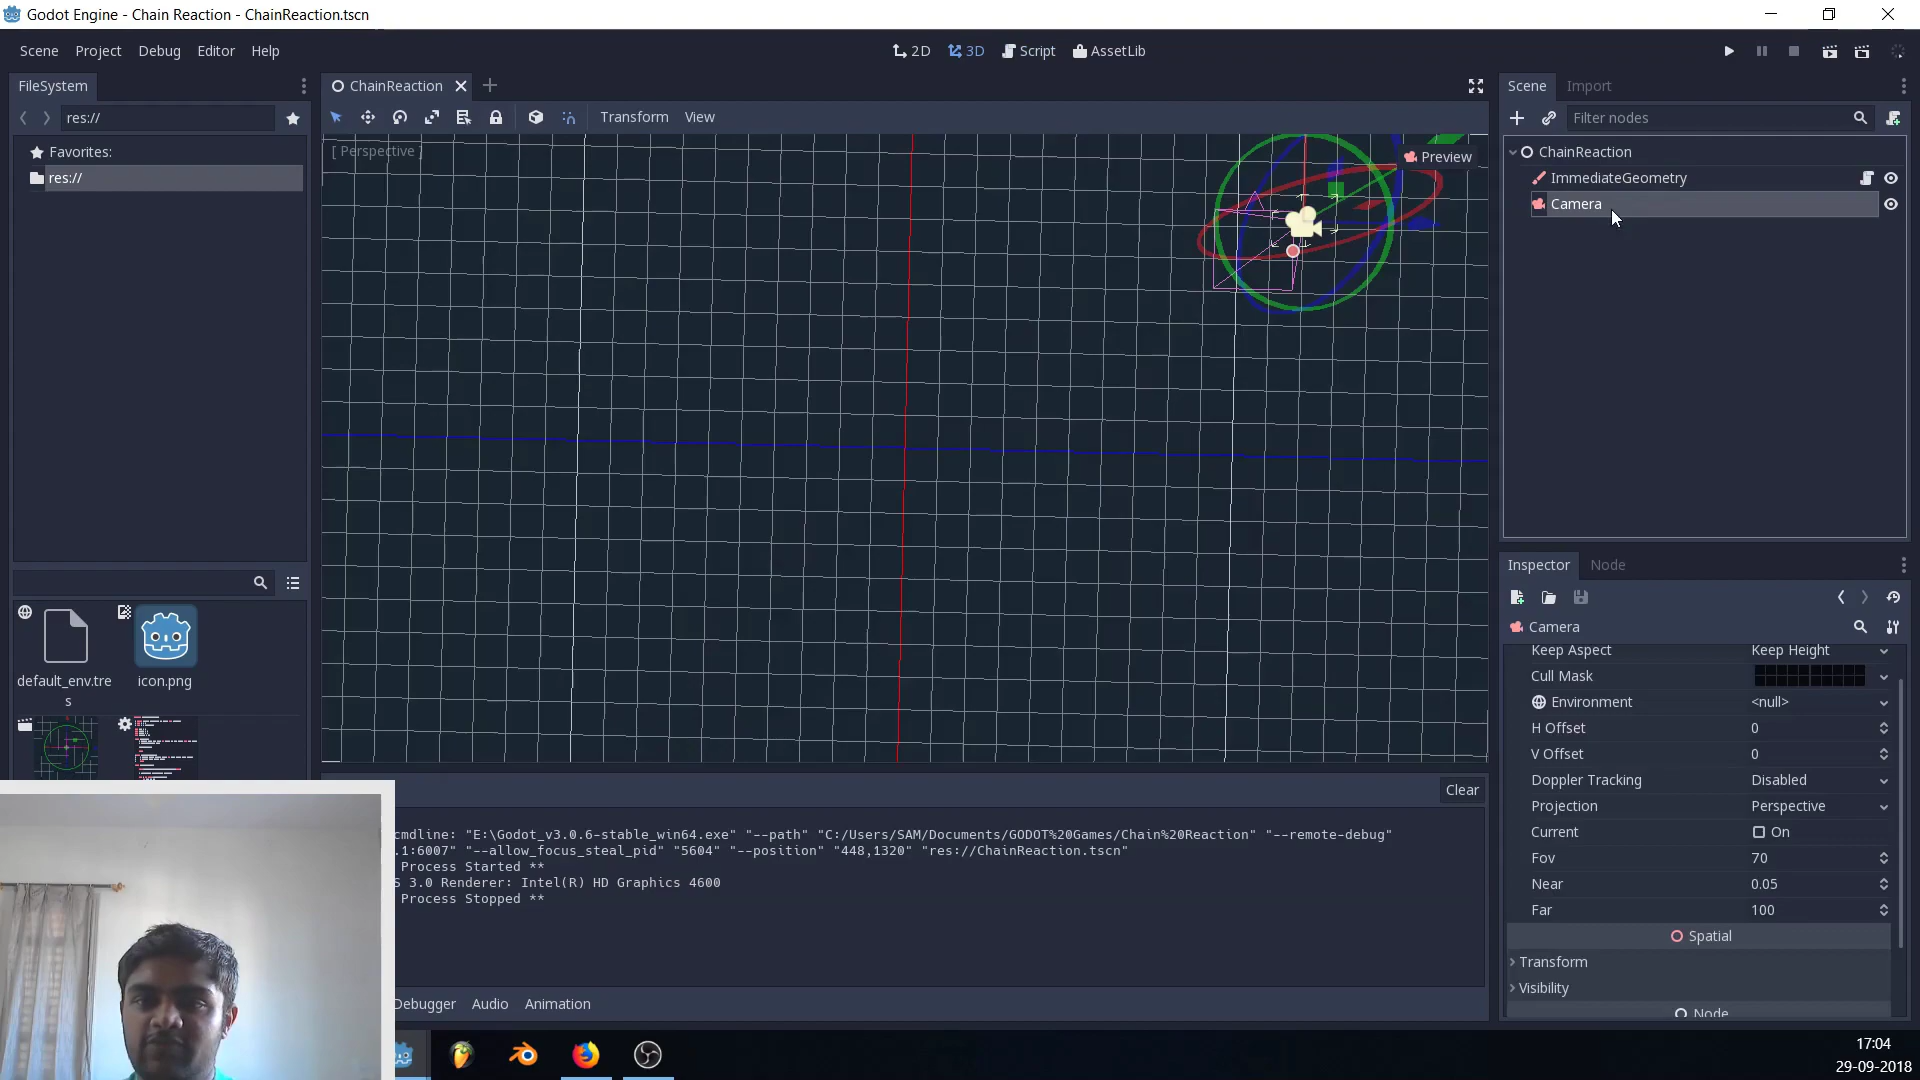 Godot Engine - Chain Reaction - ChainReaction.tscn
Scene Project Debug Editor Help
2D 3D Script AssetLib
FileSystem
ChainReaction
Scene Import
res://
Transform View
Filter nodes
Favorites:
res://
[ Perspective ]
Preview
ChainReaction
ImmediateGeometry
Camera
Inspector Node
Camera
default_env.tre
s
icon.png
Keep Aspect Keep Height
Cull Mask
Environment <null>
H Offset 0
V Offset 0
Doppler Tracking Disabled
Projection Perspective
Current On
Fov 70
Near 0.05
Far 100
Spatial
Transform
Visibility
Node
Clear
cmdline: "E:\Godot_v3.0.6-stable_win64.exe" "--path" "C:/Users/SAM/Documents/GODOT%20Games/Chain%20Reaction" "--remote-debug"
.1:6007" "--allow_focus_steal_pid" "5604" "--position" "448,1320" "res://ChainReaction.tscn"
Process Started **
S 3.0 Renderer: Intel(R) HD Graphics 4600
Process Stopped **
Debugger Audio Animation
17:04
29-09-2018